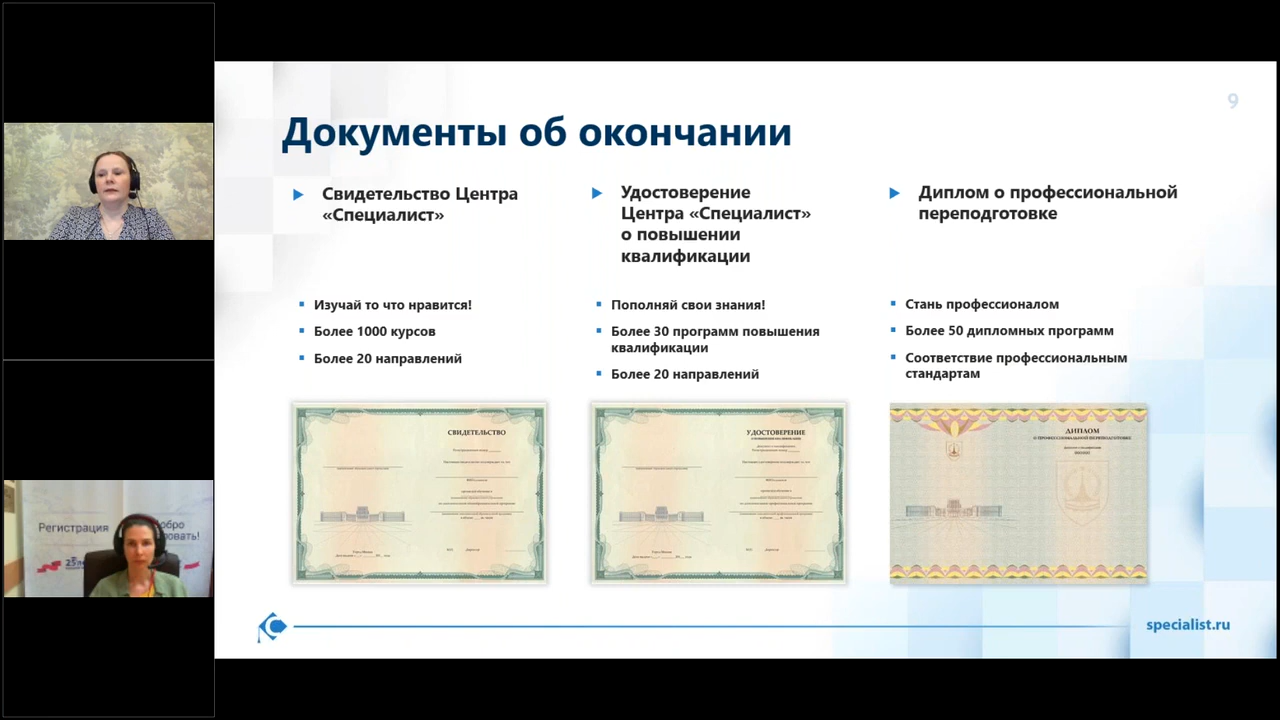 9
Документы об окончании
Свидетельство Центра
«Специалист»
Изучай то что нравится!
Более 1000 курсов
Более 20 направлений
СВИДЕТЕЛЬСТВО
Удостоверение
Центра «Специалист»
о повышении
квалификации
Пополняй свои знания!
Более 30 программ повышения
квалификации
Более 20 направлений
УДОСТОВЕРЕНИЕ
О ПОВЫШЕНИИ КВАЛИФИКАЦИИ
Диплом о профессиональной
переподготовке
Стань профессионалом
Более 50 дипломных программ
Соответствие профессиональным
стандартам
ДИПЛОМ
О ПРОФЕССИОНАЛЬНОЙ ПЕРЕПОДГОТОВКЕ
Регистрация
specialist.ru